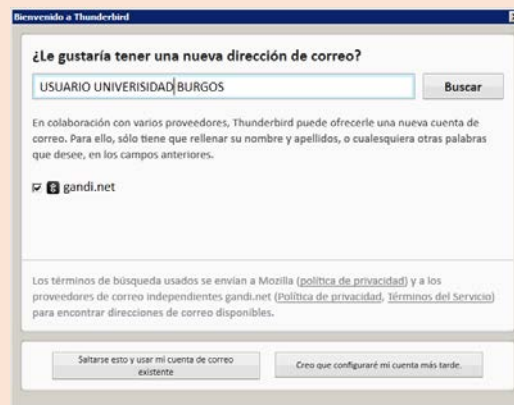 Bienvenido a Thunderbird
¿Le gustaría tener una nueva dirección de correo?
USUARIO UNIVERISIDAD BURGOS
Buscar
En colaboración con varios proveedores, Thunderbird puede ofrecerle una nueva cuenta de
correo. Para ello, sólo tiene que rellenar su nombre y apellidos, o cualesquiera otras palabras
que desee, en los campos anteriores.
gandi.net
Los términos de búsqueda usados se envían a Mozilla (política de privacidad) y a los
proveedores de correo independientes gandi.net (Política de privacidad, Términos del Servicio)
para encontrar direcciones de correo disponibles.
Saltarse esto y usar mi cuenta de correo
existente
Creo que configuraré mi cuenta más tarde.